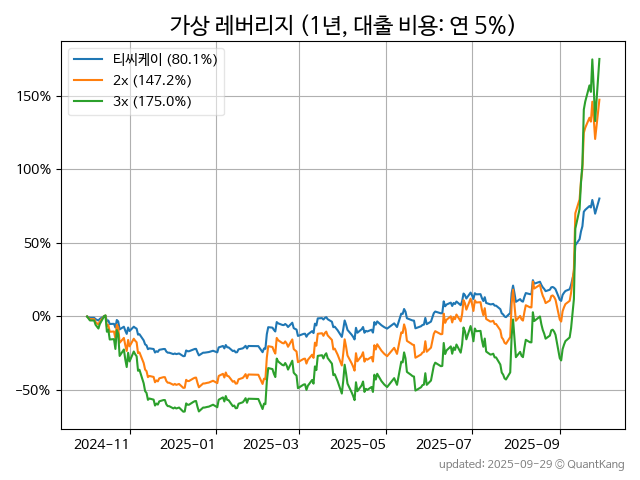 가상 레버리지 (1년, 대출 비용: 연 5%)
티씨케이 (80.1%)
2x (147.2%)
3x (175.0%)
150%
100%
50%
0%
−50%
2024-11
2025-01
2025-03
2025-05
2025-07
2025-09
updated: 2025-09-29 © QuantKang